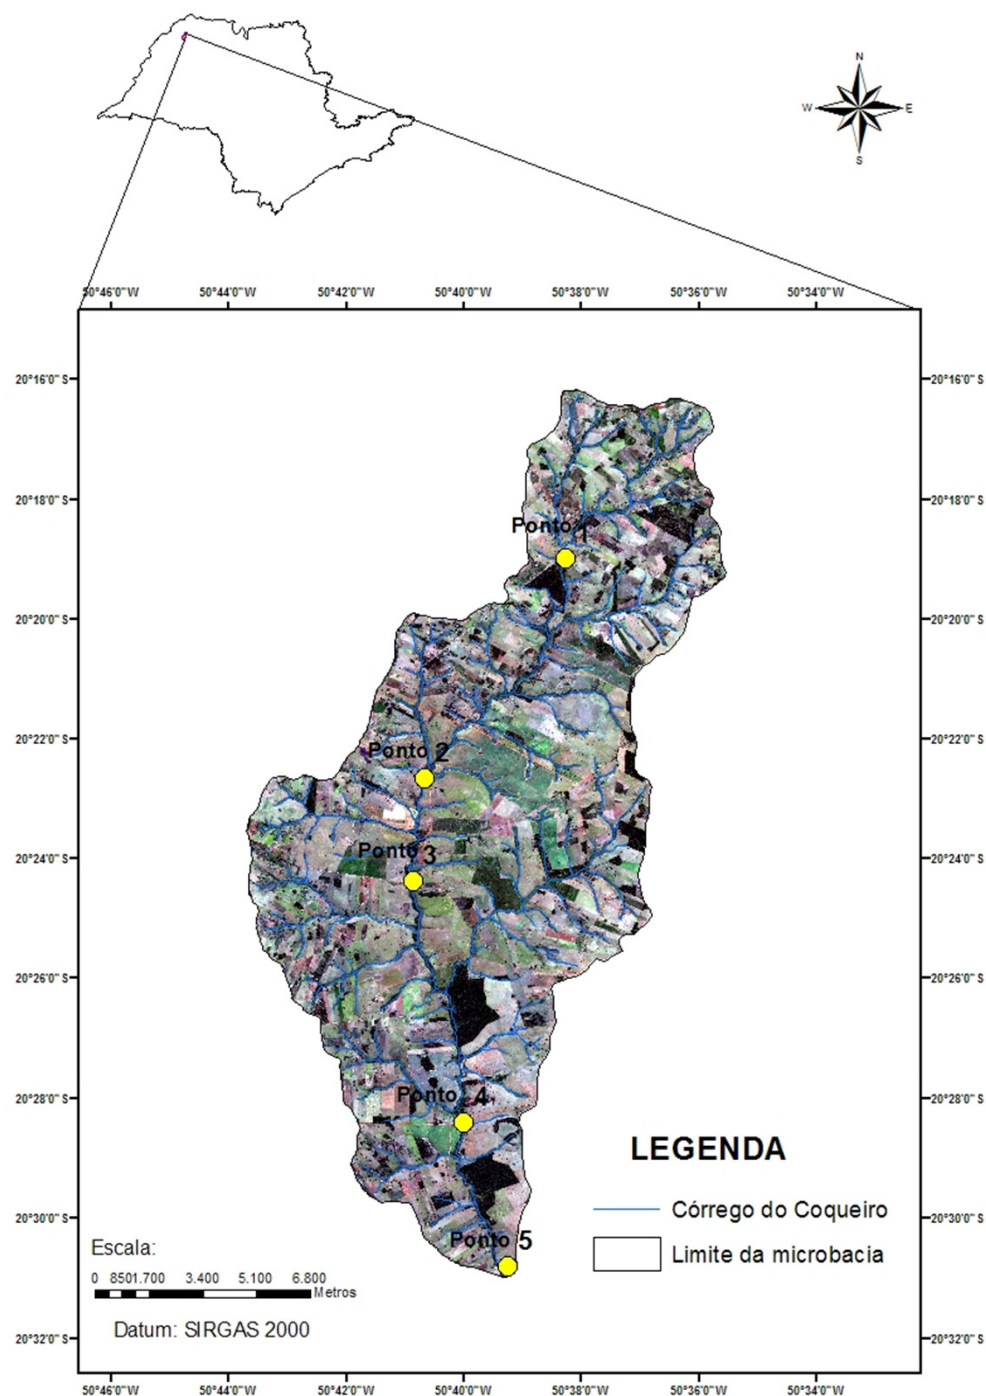 N
W E
S
50°46'0"W 50°44'0"W 50°42'0"W 50°40'0"W 50°38'0"W 50°36'0"W 50°34'0"W
20°16'0" S 20°16'0" S
20°18'0" S 20°18'0" S
Ponto 1
20°20'0" S 20°20'0" S
20°22'0" S 20°22'0" S
Ponto 2
20°24'0" S 20°24'0" S
Ponto 3
20°26'0" S 20°26'0" S
20°28'0" S 20°28'0" S
Ponto 4
LEGENDA
Córrego do Coqueiro
Limite da microbacia
20°30'0" S 20°30'0" S
Ponto 5
Escala:
0 8501.700 3.400 5.100 6.800
Metros
Datum: SIRGAS 2000
20°32'0" S 20°32'0" S
50°46'0"W 50°44'0"W 50°42'0"W 50°40'0"W 50°38'0"W 50°36'0"W 50°34'0"W